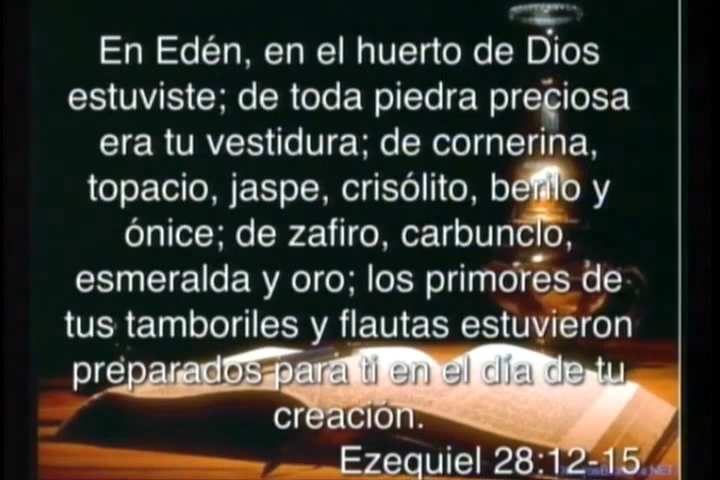 En Edén, en el huerto de Dios
estuviste; de toda piedra preciosa
era tu vestidura; de cornerina,
topacio, jaspe, crisólito, berilo y
ónice; de zafiro, carbunclo,
esmeralda y oro; los primores de
tus tamboriles y flautas estuvieron
preparados para ti en el día de tu
creación.
Ezequiel 28:12-15